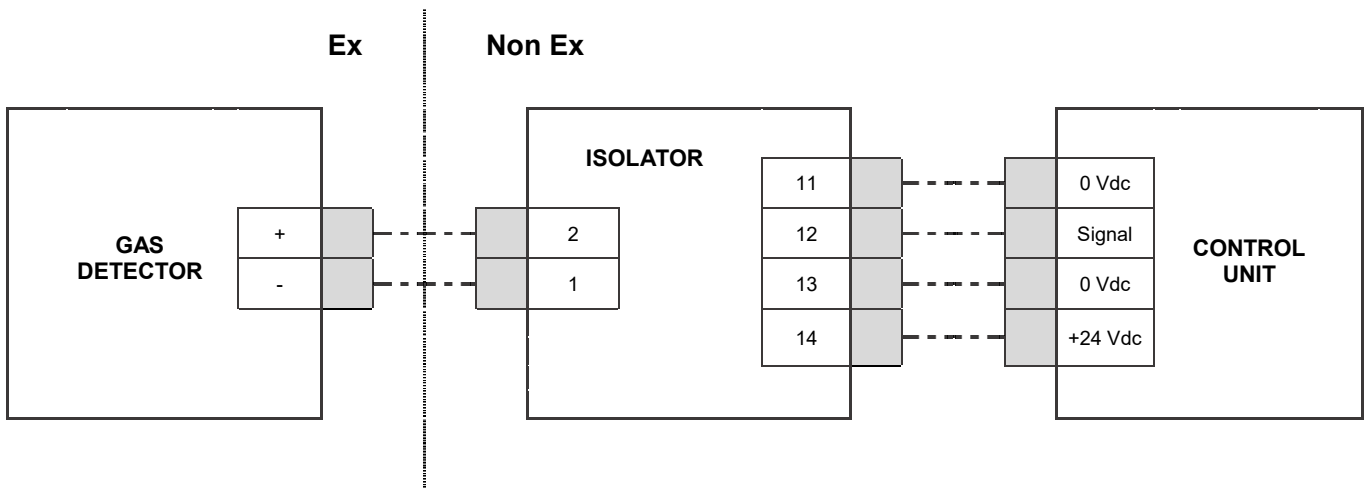 Ex
Non Ex
GAS
DETECTOR
+
-
ISOLATOR
2
1
11
12
13
14
0 Vdc
Signal
0 Vdc
+24 Vdc
CONTROL
UNIT